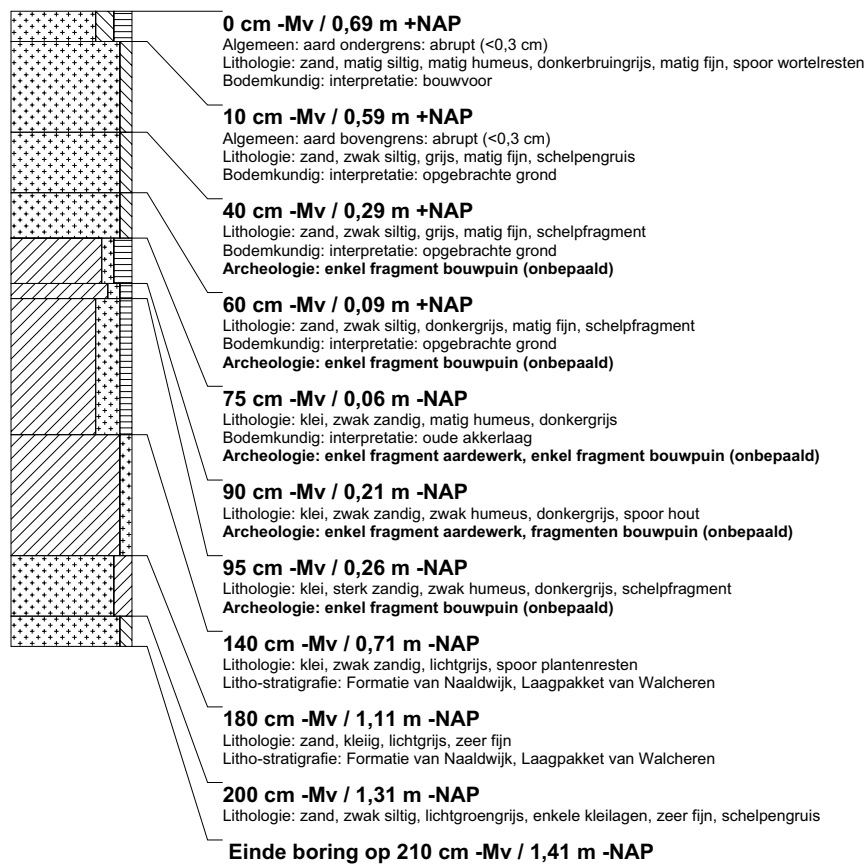 0 cm -Mv / 0,69 m +NAP
Algemeen: aard ondergrens: abrupt (<0,3 cm)
Lithologie: zand, matig siltig, matig humeus, donkerbruingrijs, matig fijn, spoor wortelresten
Bodemkundig: interpretatie: bouwvoor
10 cm -Mv / 0,59 m +NAP
Algemeen: aard bovengrens: abrupt (<0,3 cm)
Lithologie: zand, zwak siltig, grijs, matig fijn, schelpengruis
Bodemkundig: interpretatie: opgebrachte grond
40 cm -Mv / 0,29 m +NAP
Lithologie: zand, zwak siltig, grijs, matig fijn, schelpfragment
Bodemkundig: interpretatie: opgebrachte grond
Archeologie: enkel fragment bouwpuin (onbepaald)
60 cm -Mv / 0,09 m +NAP
Lithologie: zand, zwak siltig, donkergrijs, matig fijn, schelpfragment
Bodemkundig: interpretatie: opgebrachte grond
Archeologie: enkel fragment bouwpuin (onbepaald)
75 cm -Mv / 0,06 m -NAP
Lithologie: klei, zwak zandig, matig humeus, donkergrijs
Bodemkundig: interpretatie: oude akkerlaag
Archeologie: enkel fragment aardewerk, enkel fragment bouwpuin (onbepaald)
90 cm -Mv / 0,21 m -NAP
Lithologie: klei, zwak zandig, zwak humeus, donkergrijs, spoor hout
Archeologie: enkel fragment aardewerk, fragmenten bouwpuin (onbepaald)
95 cm -Mv / 0,26 m -NAP
Lithologie: klei, sterk zandig, zwak humeus, donkergrijs, schelpfragment
Archeologie: enkel fragment bouwpuin (onbepaald)
140 cm -Mv / 0,71 m -NAP
Lithologie: klei, zwak zandig, lichtgrijs, spoor plantenresten
Litho-stratigrafie: Formatie van Naaldwijk, Laagpakket van Walcheren
180 cm -Mv / 1,11 m -NAP
Lithologie: zand, kleiig, lichtgrijs, zeer fijn
Litho-stratigrafie: Formatie van Naaldwijk, Laagpakket van Walcheren
200 cm -Mv / 1,31 m -NAP
Lithologie: zand, zwak siltig, lichtgroengrijs, enkele kleilagen, zeer fijn, schelpengruis
Einde boring op 210 cm -Mv / 1,41 m -NAP